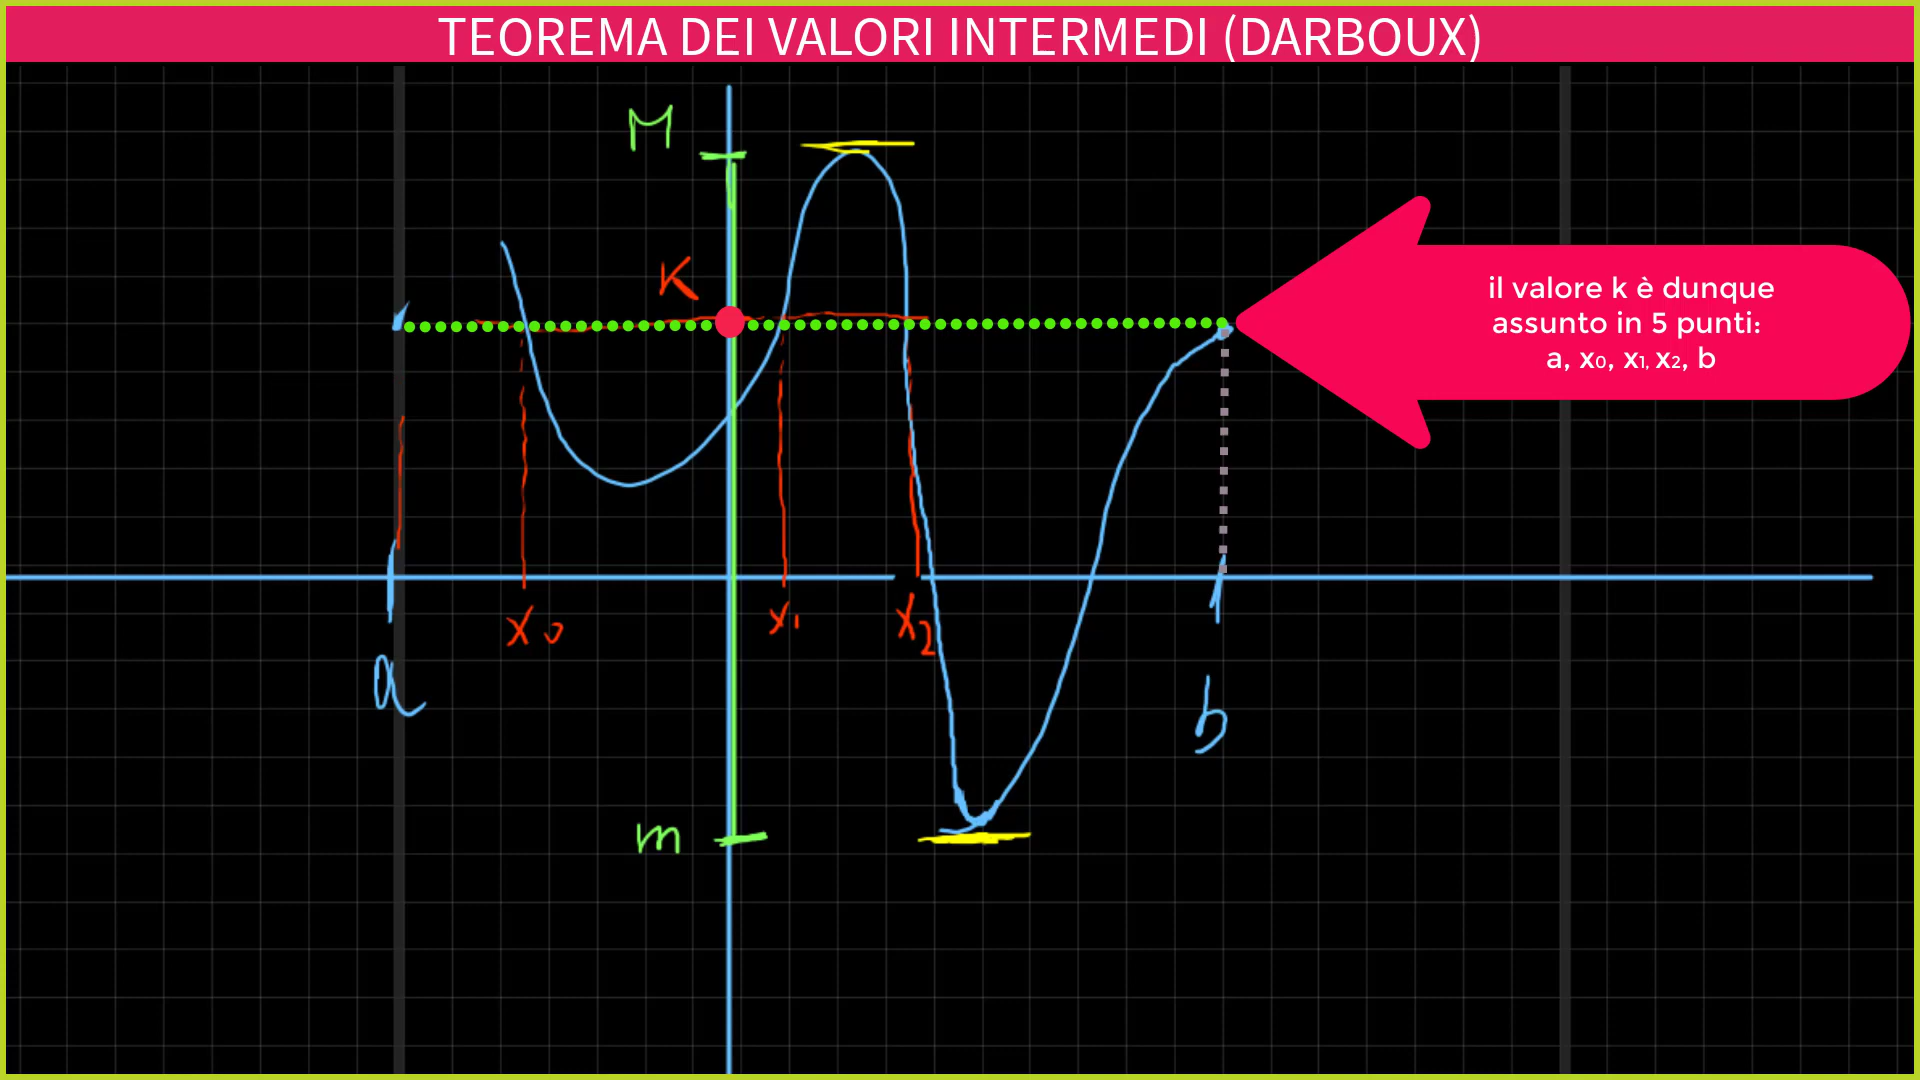 TEOREMA DEI VALORI INTERMEDI (DARBOUX)
M
K
il valore k è dunque
assunto in 5 punti:
a, x₀, x₁, x₂, b
x₀
x₁
x₂
a
b
m